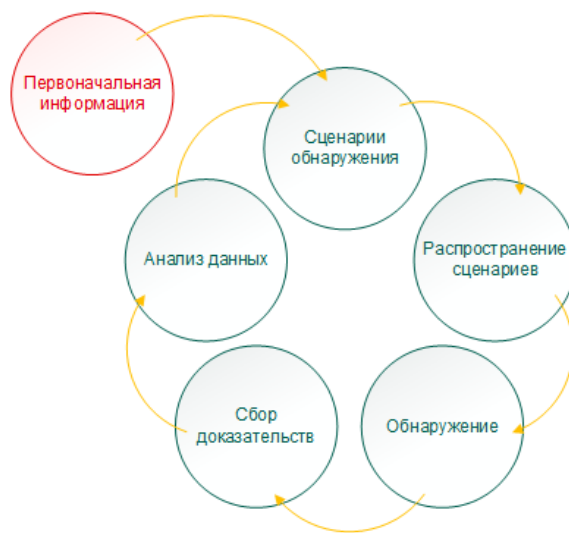 Первоначальная
информация
Сценарии
обнаружения
Распространение
сценариев
Обнаружение
Сбор
доказательств
Анализ данных